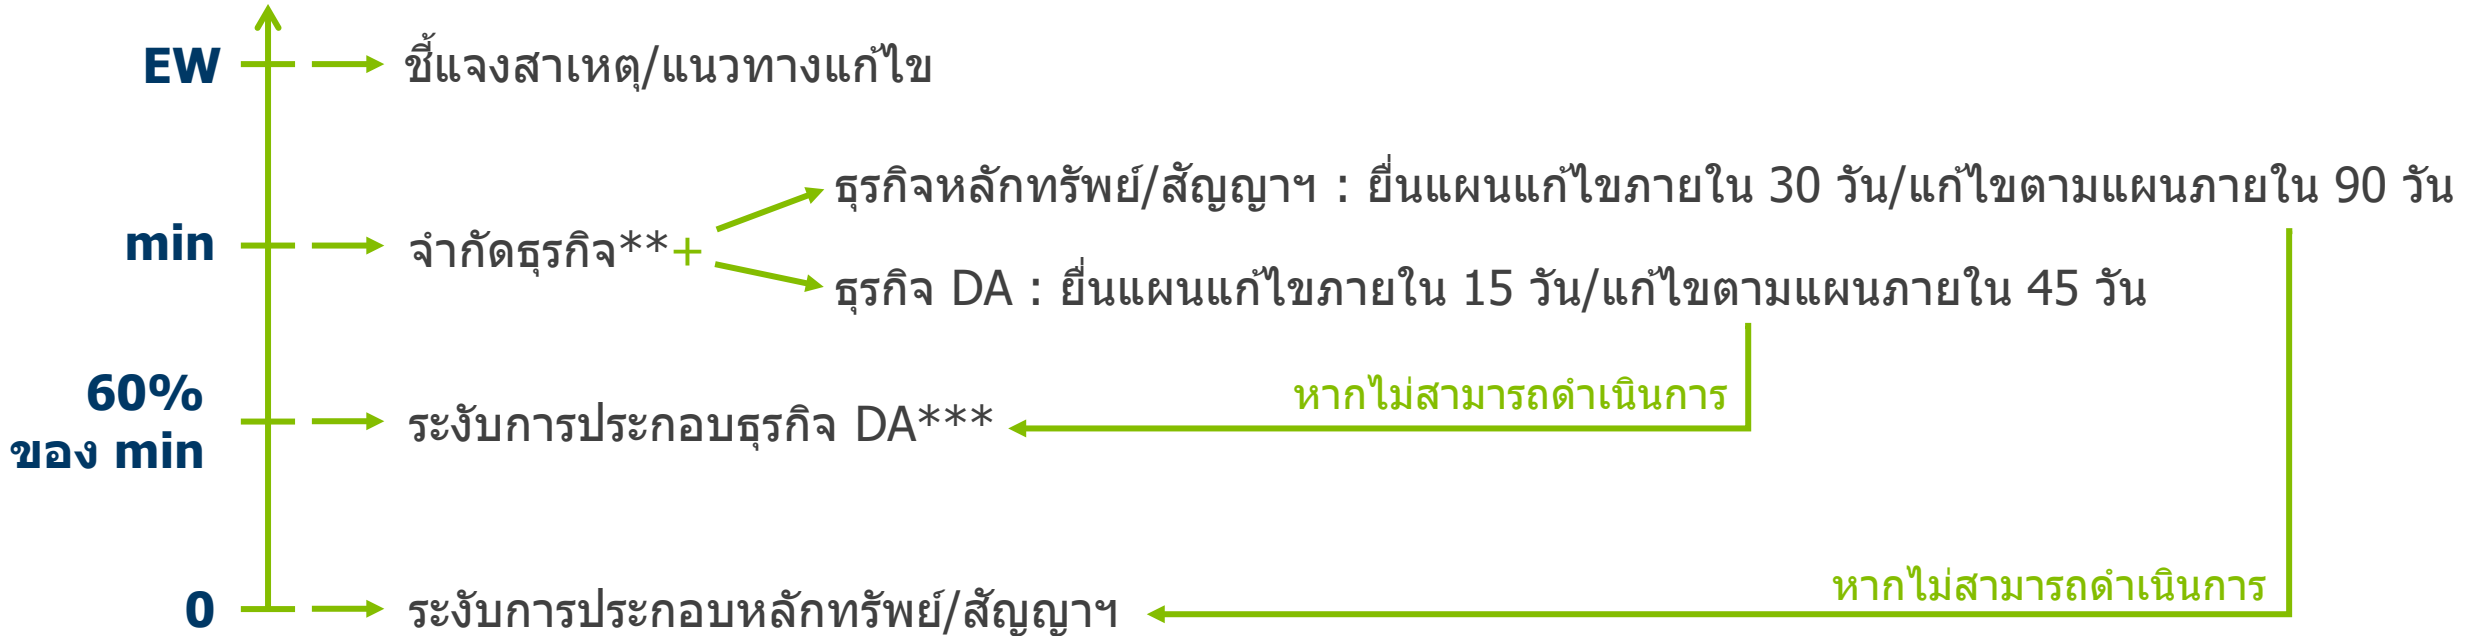 EW
ชี้แจงสาเหตุ/แนวทางแก้ไข
ธุรกิจหลักทรัพย์/สัญญาฯ : ยื่นแผนแก้ไขภายใน 30 วัน/แก้ไขตามแผนภายใน 90 วัน
min
จำกัดธุรกิจ**+
ธุรกิจ DA : ยื่นแผนแก้ไขภายใน 15 วัน/แก้ไขตามแผนภายใน 45 วัน
60%
ของ min
หากไม่สามารถดำเนินการ
ระงับการประกอบธุรกิจ DA***
หากไม่สามารถดำเนินการ
0
ระงับการประกอบหลักทรัพย์/สัญญาฯ